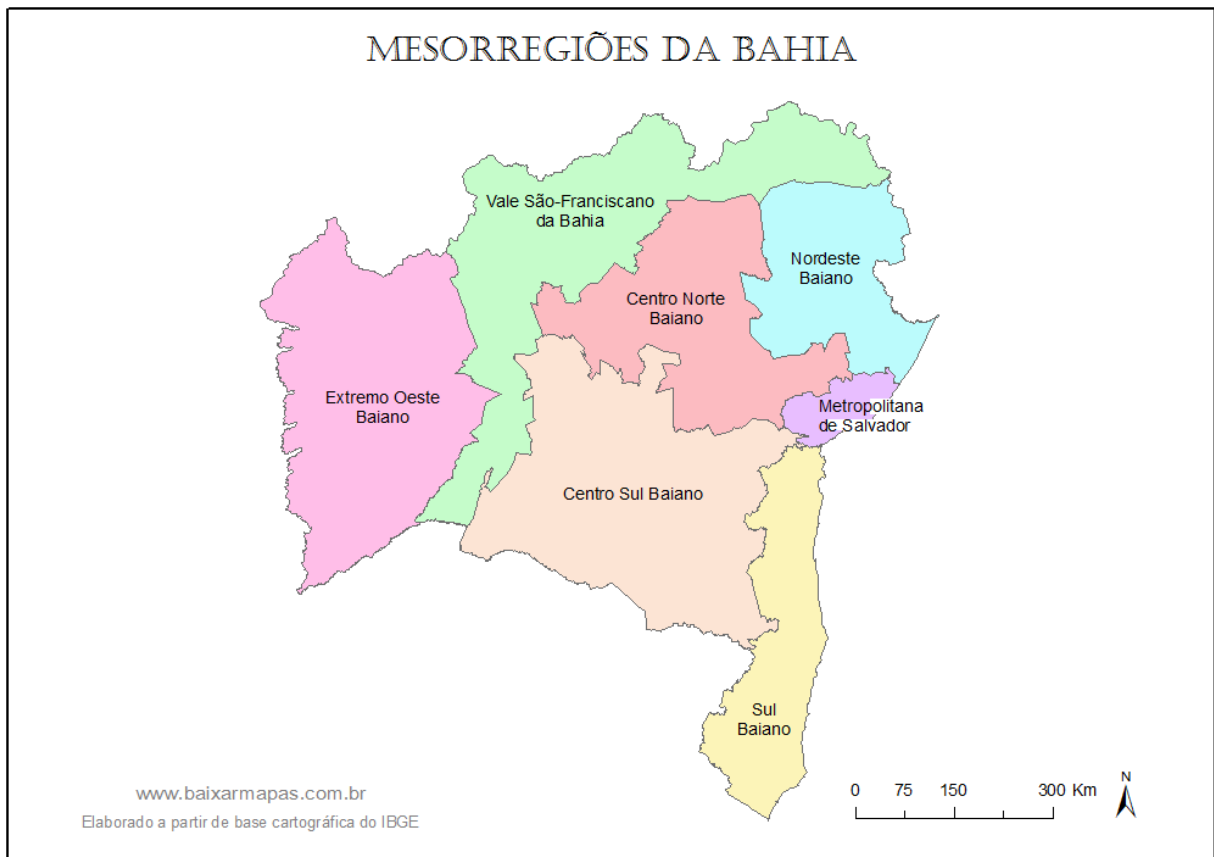 MESORREGIÕES DA BAHIA
Vale São-Franciscano
da Bahia
Nordeste
Baiano
Centro Norte
Baiano
Extremo Oeste
Baiano
Metropolitana
de Salvador
Centro Sul Baiano
Sul
Baiano
www.baixarmapas.com.br
Elaborado a partir de base cartográfica do IBGE
0 75 150 300 Km
N